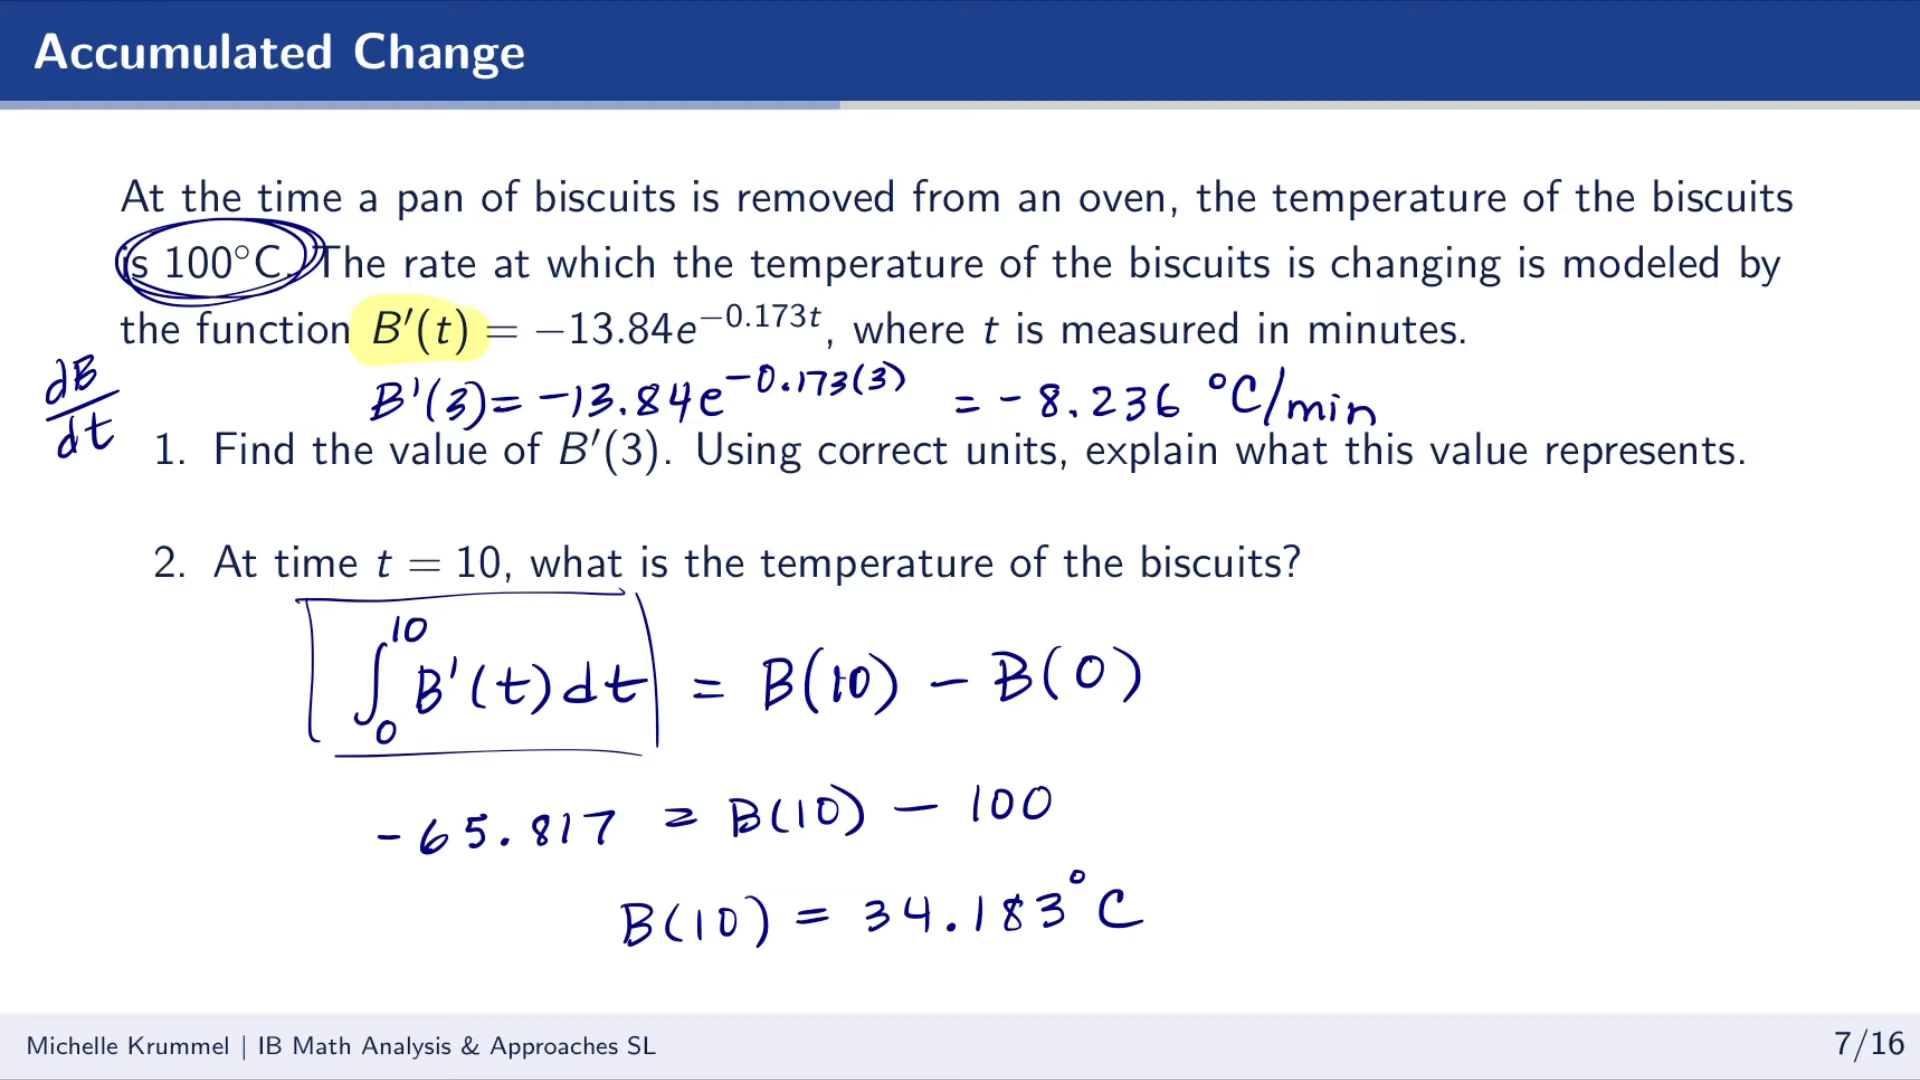 Accumulated Change
At the time a pan of biscuits is removed from an oven, the temperature of the biscuits
is 100°C. The rate at which the temperature of the biscuits is changing is modeled by
the function B′(t) = −13.84e^{−0.173t}, where t is measured in minutes.
dB/dt
B'(3) = -13.84e^{-0.173(3)} = -8.236 °C/min
1. Find the value of B′(3). Using correct units, explain what this value represents.
2. At time t = 10, what is the temperature of the biscuits?
∫_0^{10} B'(t)dt = B(10) - B(0)
-65.817 = B(10) - 100
B(10) = 34.183°C
Michelle Krummel | IB Math Analysis & Approaches SL
7/16